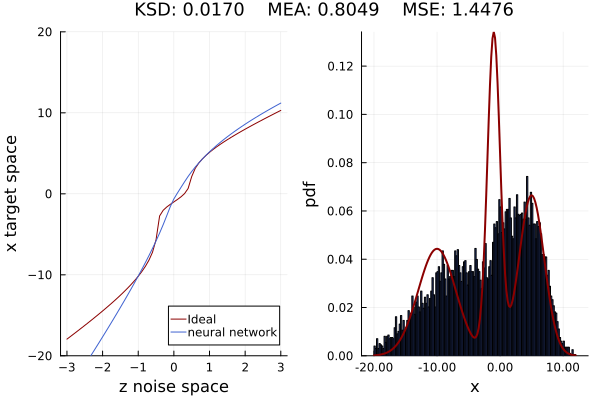 KSD: 0.0170 MEA: 0.8049 MSE: 1.4476
20
10
0
−10
−20
−3 −2 −1 0 1 2 3
z noise space
x target space
Ideal
neural network
0.12
0.10
0.08
0.06
0.04
0.02
0.00
-20.00 -10.00 0.00 10.00
x
pdf